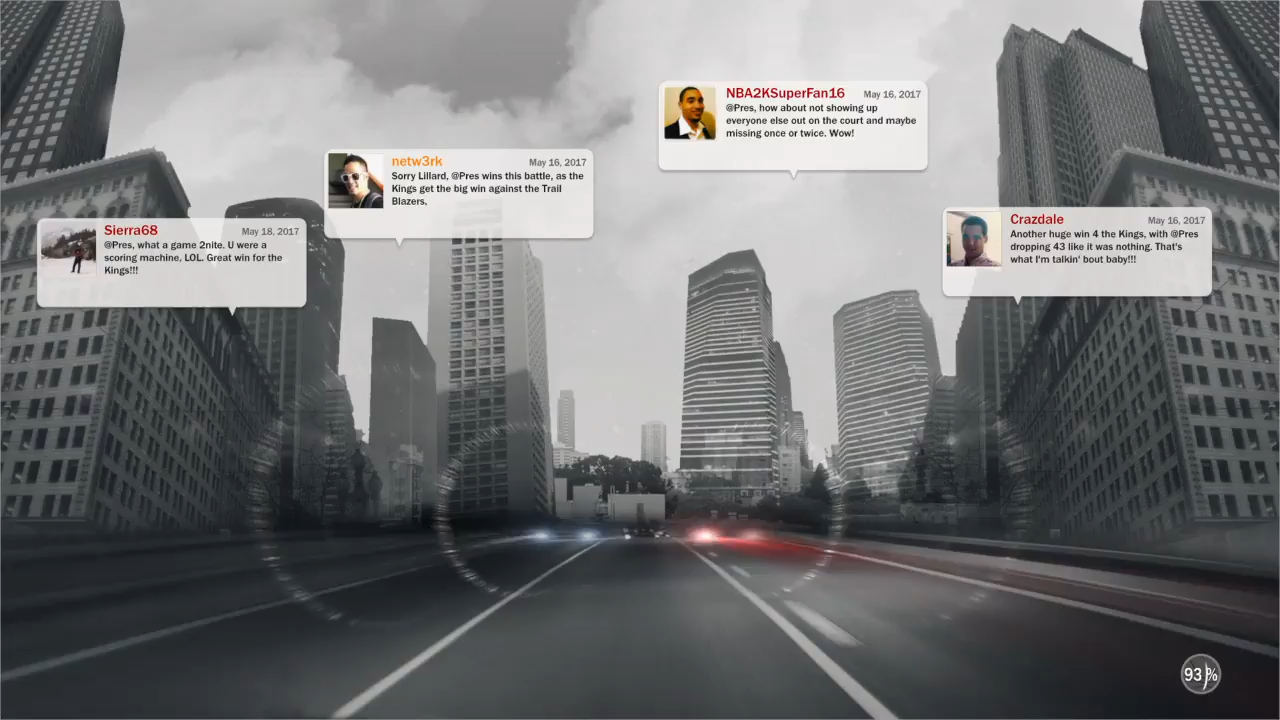 NBA2KSuperFan16 May 16, 2017
@Pres, how about not showing up
everyone else out on the court and maybe
missing once or twice. Wow!
netw3rk May 16, 2017
Sorry Lillard, @Pres wins this battle, as the
Kings get the big win against the Trail
Blazers.
Sierra68 May 18, 2017
@Pres, what a game 2nite. U were a
scoring machine, LOL. Great win for the
Kings!!!
Crazdale May 16, 2017
Another huge win 4 the Kings, with @Pres
dropping 43 like it was nothing. That's
what I'm talkin' bout baby!!!
93%